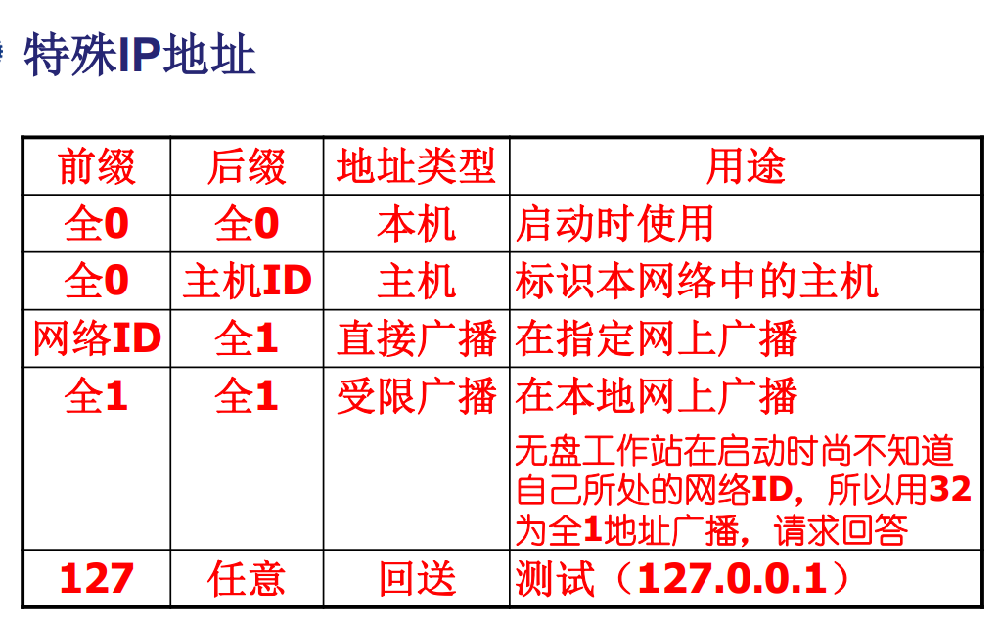 特殊IP地址
前缀 后缀 地址类型 用途
全0 全0 本机 启动时使用
全0 主机ID 主机 标识本网络中的主机
网络ID 全1 直接广播 在指定网上广播
全1 全1 受限广播 在本地网上广播
无盘工作站在启动时尚不知道
自己所处的网络ID，所以用32
为全1地址广播，请求回答
127 任意 回送 测试（127.0.0.1）